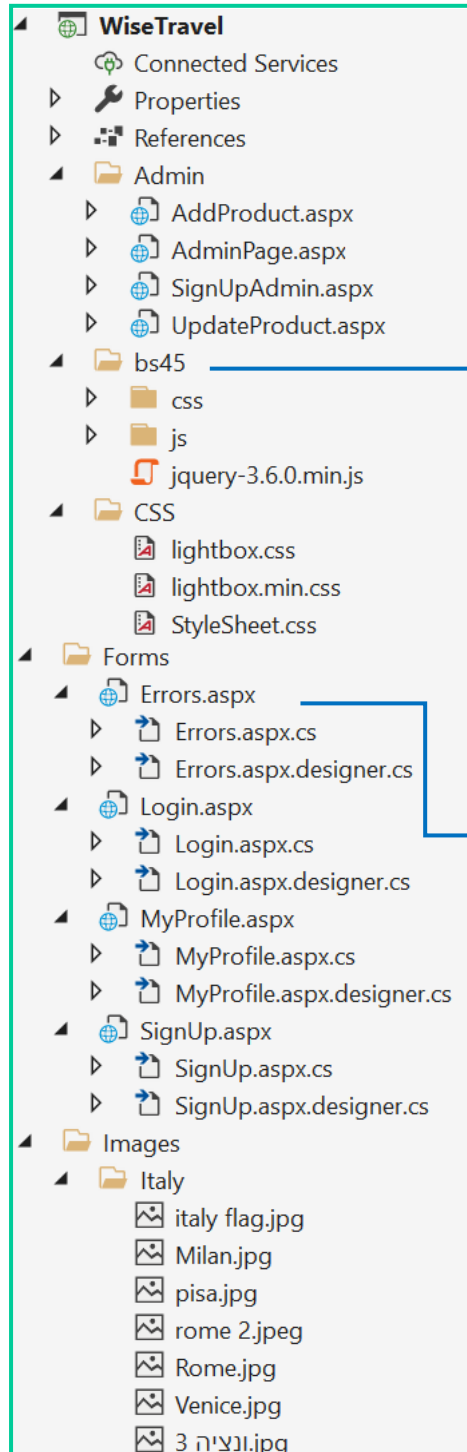 WiseTravel
Connected Services
Properties
References
Admin
AddProduct.aspx
AdminPage.aspx
SignUpAdmin.aspx
UpdateProduct.aspx
bs45
css
js
jquery-3.6.0.min.js
CSS
lightbox.css
lightbox.min.css
StyleSheet.css
Forms
Errors.aspx
Errors.aspx.cs
Errors.aspx.designer.cs
Login.aspx
Login.aspx.cs
Login.aspx.designer.cs
MyProfile.aspx
MyProfile.aspx.cs
MyProfile.aspx.designer.cs
SignUp.aspx
SignUp.aspx.cs
SignUp.aspx.designer.cs
Images
Italy
italy flag.jpg
Milan.jpg
pisa.jpg
rome 2.jpeg
Rome.jpg
Venice.jpg
ונציה 3.jpg